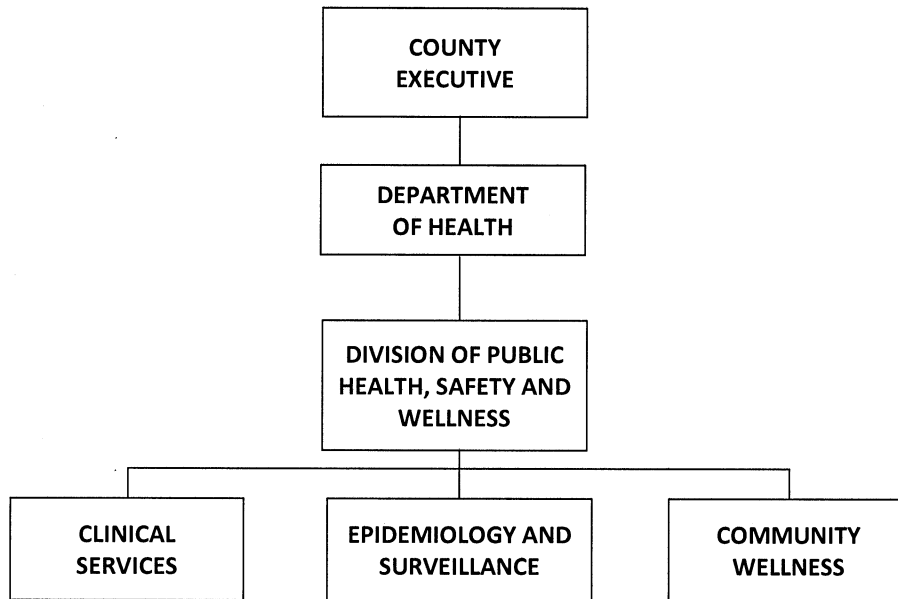 COUNTY
EXECUTIVE
DEPARTMENT
OF HEALTH
DIVISION OF PUBLIC
HEALTH, SAFETY AND
WELLNESS
CLINICAL
SERVICES
EPIDEMIOLOGY AND
SURVEILLANCE
COMMUNITY
WELLNESS